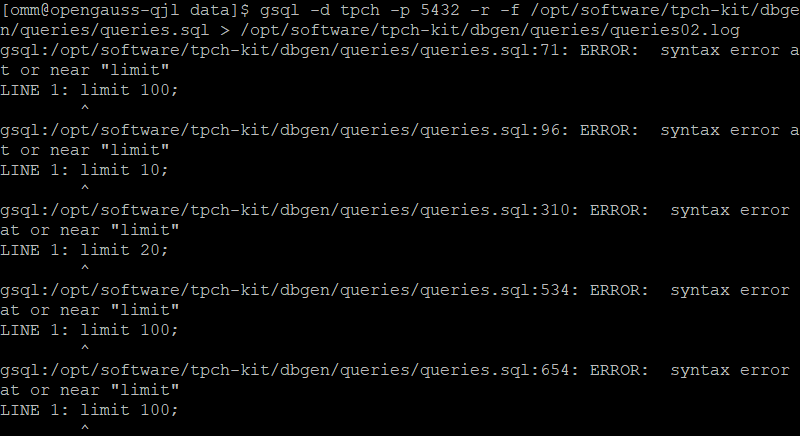 [omm@opengauss-qjl data]$ gsql -d tpch -p 5432 -r -f /opt/software/tpch-kit/dbge
n/queries/queries.sql > /opt/software/tpch-kit/dbgen/queries/queries02.log
gsql:/opt/software/tpch-kit/dbgen/queries/queries.sql:71: ERROR:  syntax error a
t or near "limit"
LINE 1: limit 100;
        ^
gsql:/opt/software/tpch-kit/dbgen/queries/queries.sql:96: ERROR:  syntax error a
t or near "limit"
LINE 1: limit 10;
        ^
gsql:/opt/software/tpch-kit/dbgen/queries/queries.sql:310: ERROR:  syntax error
at or near "limit"
LINE 1: limit 20;
        ^
gsql:/opt/software/tpch-kit/dbgen/queries/queries.sql:534: ERROR:  syntax error
at or near "limit"
LINE 1: limit 100;
        ^
gsql:/opt/software/tpch-kit/dbgen/queries/queries.sql:654: ERROR:  syntax error
at or near "limit"
LINE 1: limit 100;
        ^